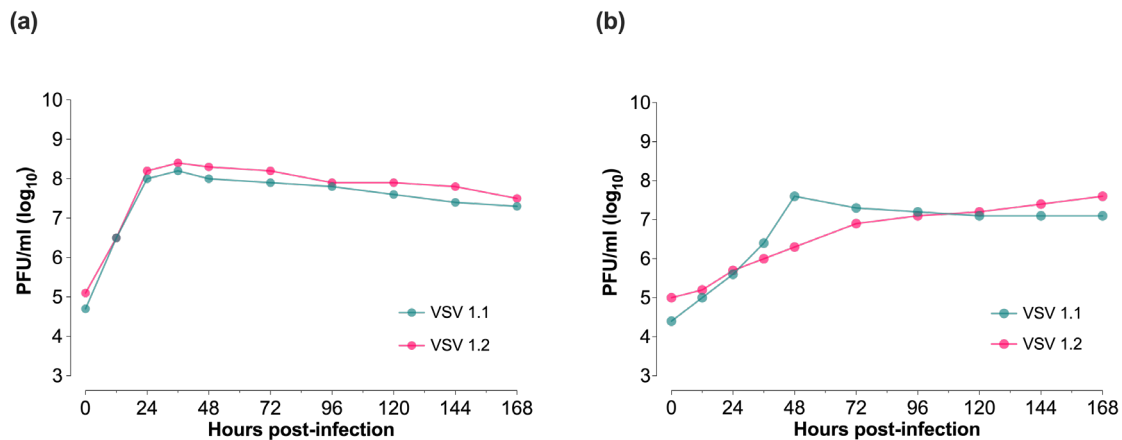 (a)
(b)
PFU/ml (log10)
10
9
8
7
6
5
4
3
VSV 1.1
VSV 1.2
0 24 48 72 96 120 144 168
Hours post-infection
PFU/ml (log10)
10
9
8
7
6
5
4
3
VSV 1.1
VSV 1.2
0 24 48 72 96 120 144 168
Hours post-infection